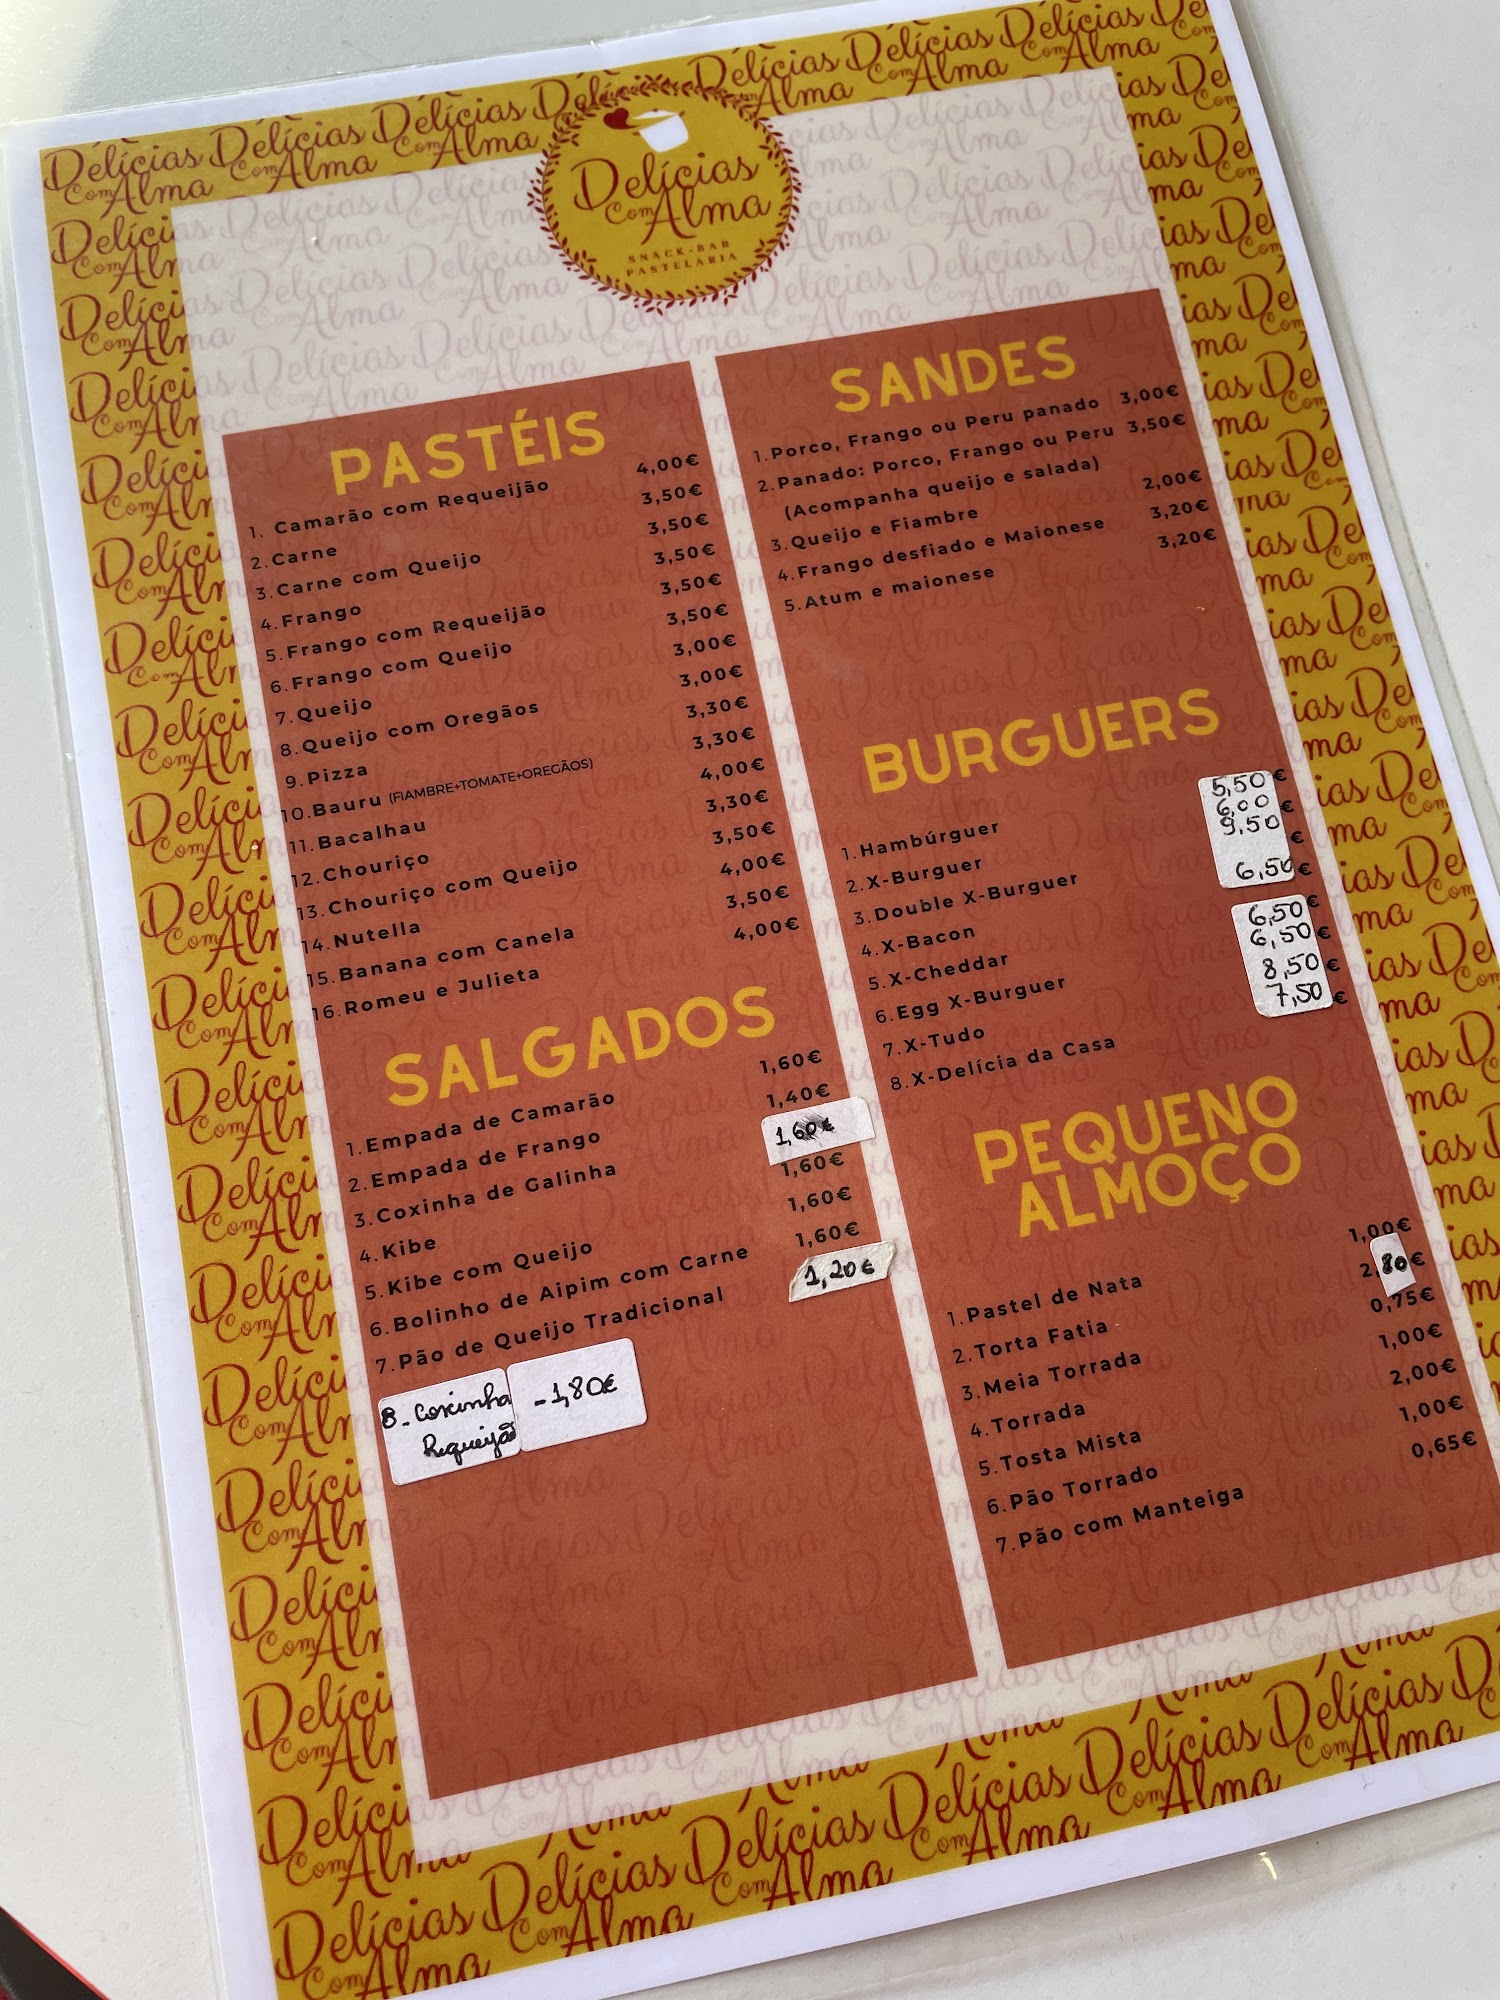 Delícias
Com Alma
SNACK-BAR
PASTELARIA
PASTÉIS
1. Camarão com Requeijão 4,00€
2. Carne 3,50€
3. Carne com Queijo 3,50€
4. Frango 3,50€
5. Frango com Requeijão 3,50€
6. Frango com Queijo 3,50€
7. Queijo 3,00€
8. Queijo com Oregãos 3,00€
9. Pizza 3,30€
10. Bauru (FIAMBRE+TOMATE+OREGÃOS) 3,30€
11. Bacalhau 4,00€
12. Chouriço 3,30€
13. Chouriço com Queijo 3,50€
14. Nutella 4,00€
15. Banana com Canela 3,50€
16. Romeu e Julieta 4,00€
SALGADOS
1. Empada de Camarão 1,60€
2. Empada de Frango 1,40€
3. Coxinha de Galinha 1,60€
4. Kibe 1,60€
5. Kibe com Queijo 1,60€
6. Bolinho de Aipim com Carne 1,60€
7. Pão de Queijo Tradicional 1,20€
8- Coxinha - 1,80€
Requeijão
SANDES
1. Porco, Frango ou Peru panado 3,00€
2. Panado: Porco, Frango ou Peru 3,50€
(Acompanha queijo e salada)
3. Queijo e Fiambre 2,00€
4. Frango desfiado e Maionese 3,20€
5. Atum e maionese 3,20€
BURGUERS
1. Hambúrguer 5,50€
2. X-Burguer 6,00€
3. Double X-Burguer 9,50€
4. X-Bacon 6,50€
5. X-Cheddar 6,50€
6. Egg X-Burguer 6,50€
7. X-Tudo 8,50€
8. X-Delícia da Casa 7,50€
PEQUENO
ALMOÇO
1. Pastel de Nata 1,00€
2. Torta Fatia 2,80€
3. Meia Torrada 0,75€
4. Torrada 1,00€
5. Tosta Mista 2,00€
6. Pão Torrado 1,00€
7. Pão com Manteiga 0,65€